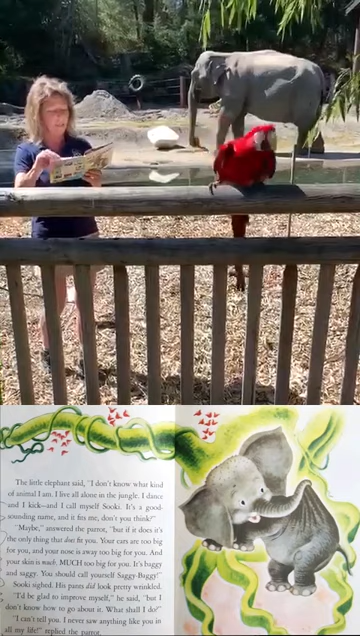 The little elephant said, "I don't know what kind
of animal I am. I live all alone in the jungle. I dance
and I kick—and I call myself Sooki. It's a good-
sounding name, and it fits me, don't you think?"
"Maybe," answered the parrot, "but if it does it's
the only thing that does fit you. Your ears are too big
for you, and your nose is away too big for you. And
your skin is much, MUCH too big for you. It's baggy
and saggy. You should call yourself Saggy-Baggy!"
Sooki sighed. His pants did look pretty wrinkled.
"I'd be glad to improve myself," he said, "but I
don't know how to go about it. What shall I do?"
"I can't tell you. I never saw anything like you in
all my life!" replied the parrot.